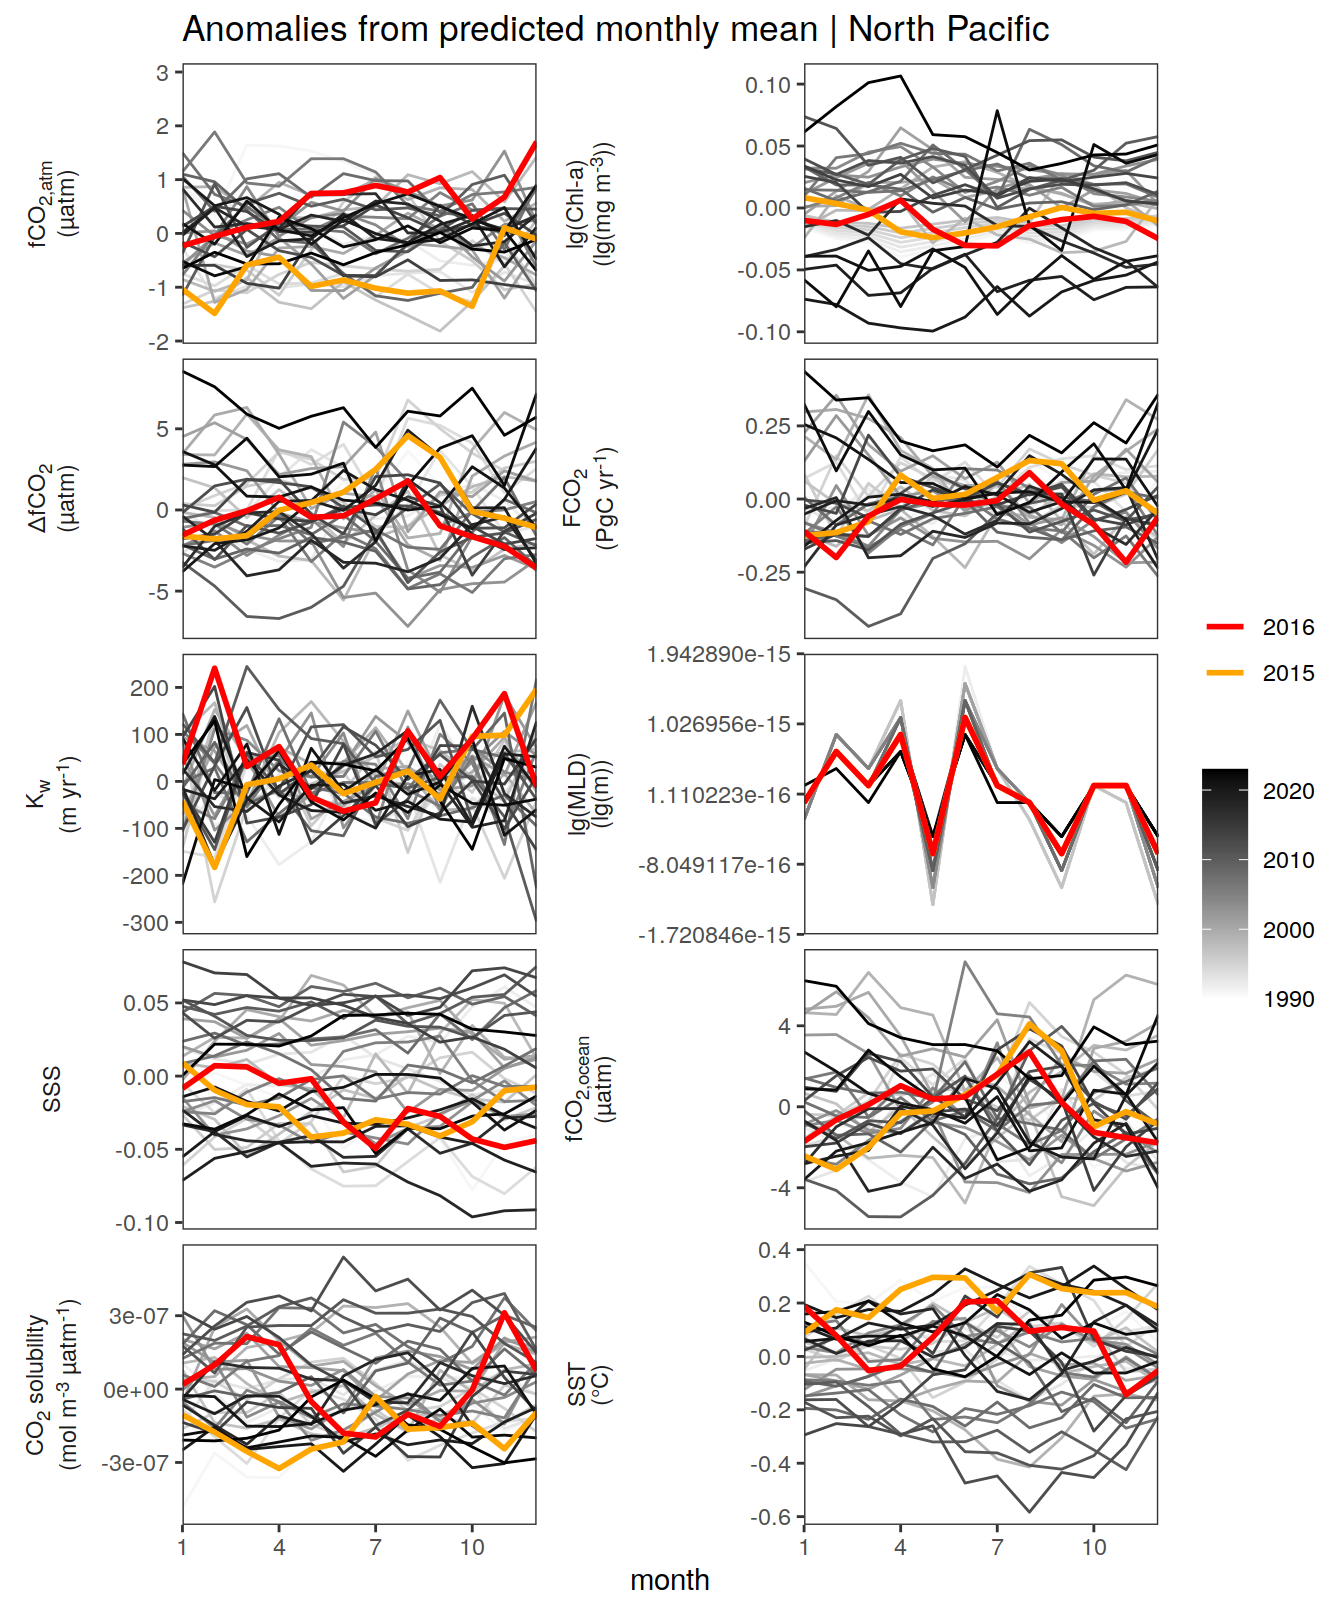 Anomalies from predicted monthly mean | North Pacific
fCO2,atm
(µatm)
3
2
1
0
-1
-2
lg(Chl-a)
(lg(mg m-3))
0.10
0.05
0.00
-0.05
-0.10
ΔfCO2
(µatm)
5
0
-5
FCO2
(PgC yr-1)
0.25
0.00
-0.25
Kw
(m yr-1)
200
100
0
-100
-200
-300
lg(MLD)
(lg(m))
1.942890e-15
1.026956e-15
1.110223e-16
-8.049117e-16
-1.720846e-15
SSS
0.05
0.00
-0.05
-0.10
fCO2,ocean
(µatm)
4
0
-4
CO2 solubility
(mol m-3 µatm-1)
3e-07
0e+00
-3e-07
SST
(°C)
0.4
0.2
0.0
-0.2
-0.4
-0.6
1 4 7 10
1 4 7 10
month
2016
2015
2020
2010
2000
1990